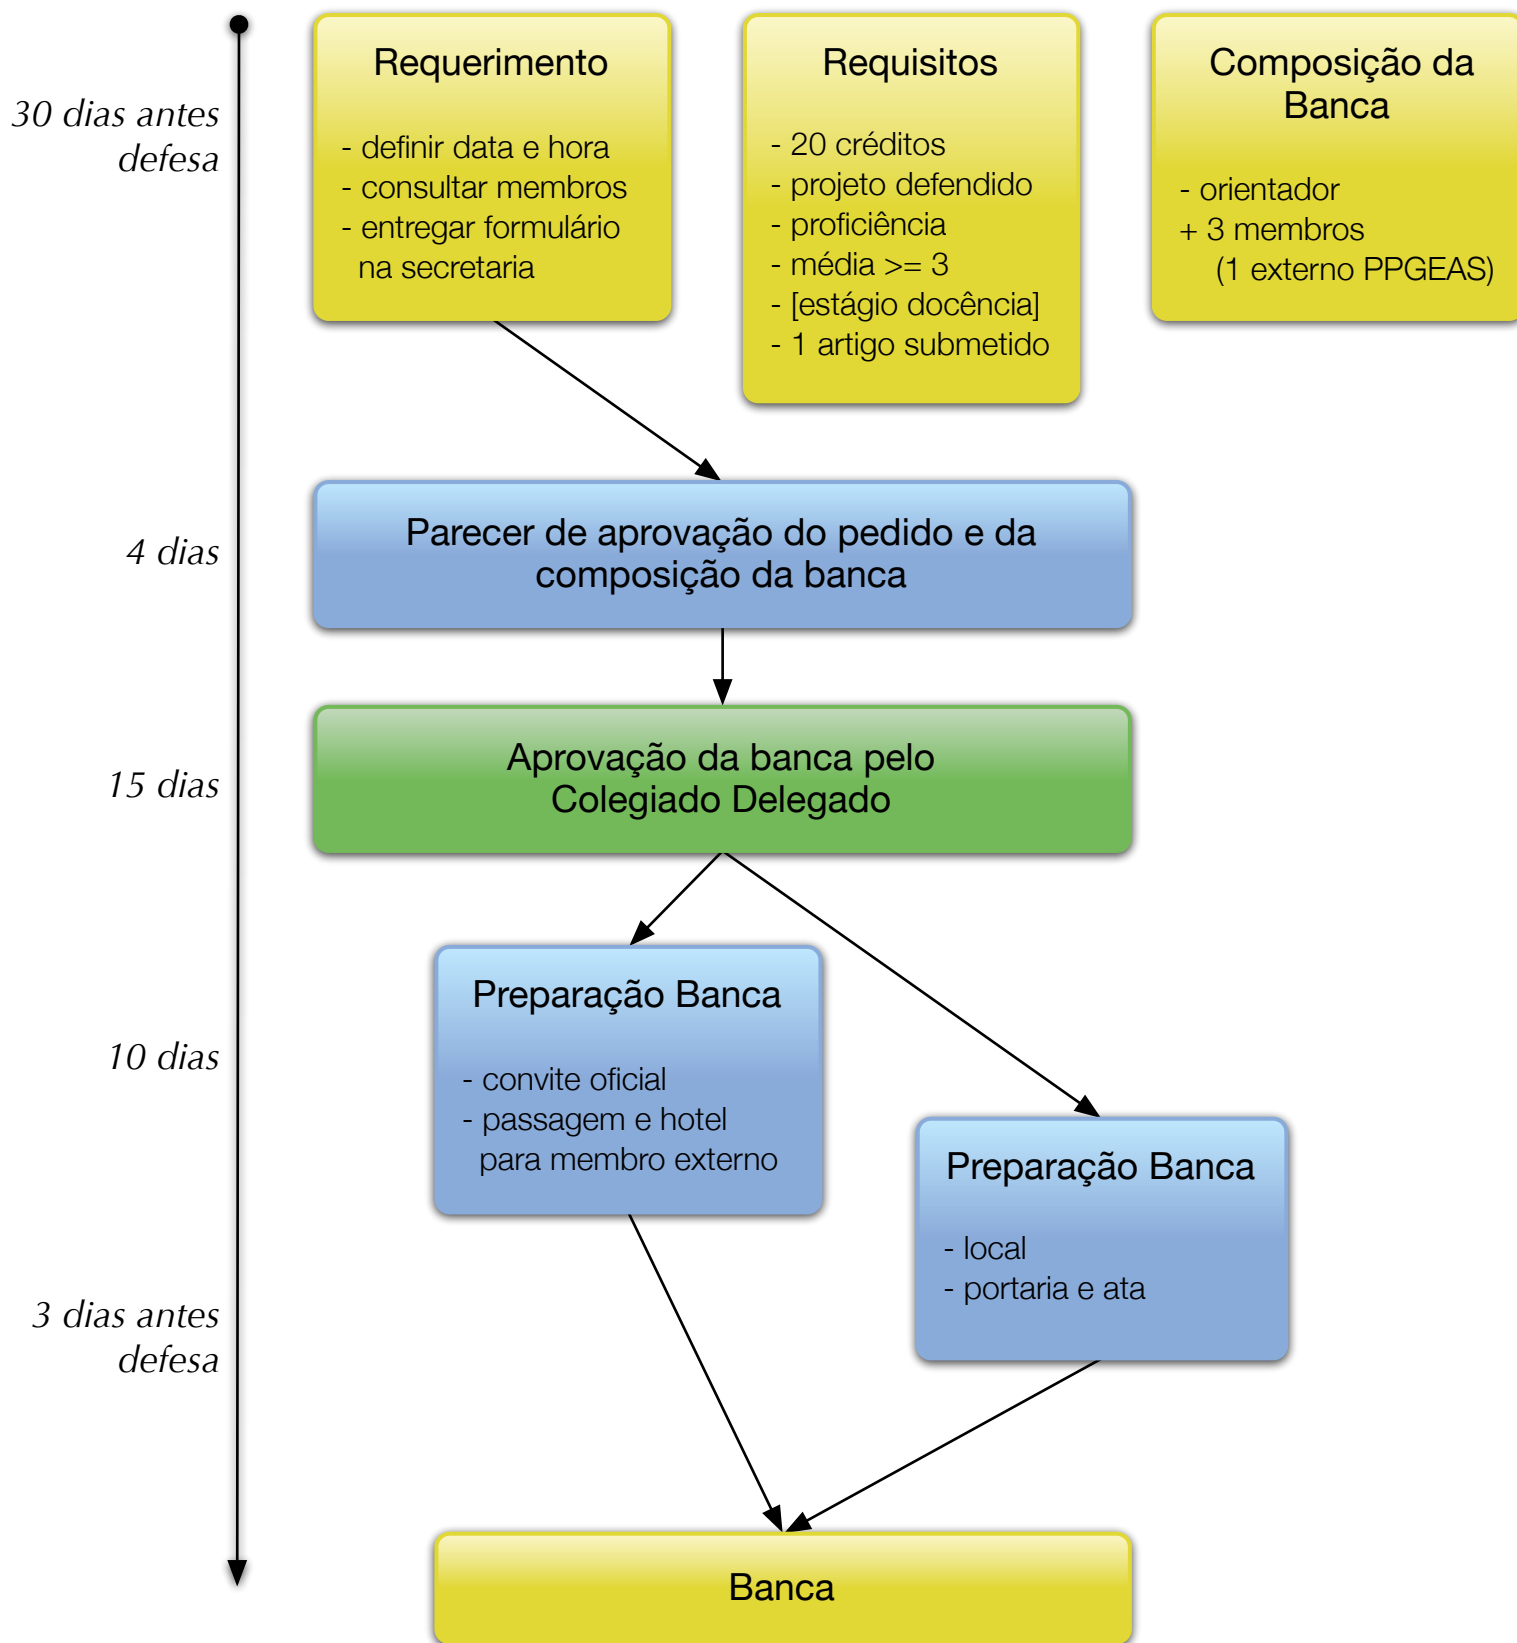 30 dias antes
defesa
Requerimento
- definir data e hora
- consultar membros
- entregar formulário
na secretaria
Requisitos
- 20 créditos
- projeto defendido
- proficiência
- média >= 3
- [estágio docência]
- 1 artigo submetido
Composição da
Banca
- orientador
+ 3 membros
(1 externo PPGEAS)
4 dias
Parecer de aprovação do pedido e da
composição da banca
15 dias
Aprovação da banca pelo
Colegiado Delegado
10 dias
Preparação Banca
- convite oficial
- passagem e hotel
para membro externo
Preparação Banca
- local
- portaria e ata
3 dias antes
defesa
Banca